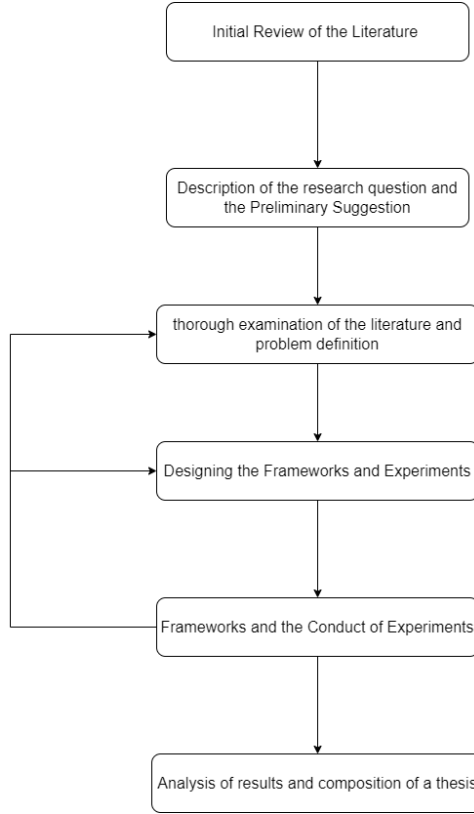 Initial Review of the Literature
Description of the research question and
the Preliminary Suggestion
thorough examination of the literature and
problem definition
Designing the Frameworks and Experiments
Frameworks and the Conduct of Experiments
Analysis of results and composition of a thesis